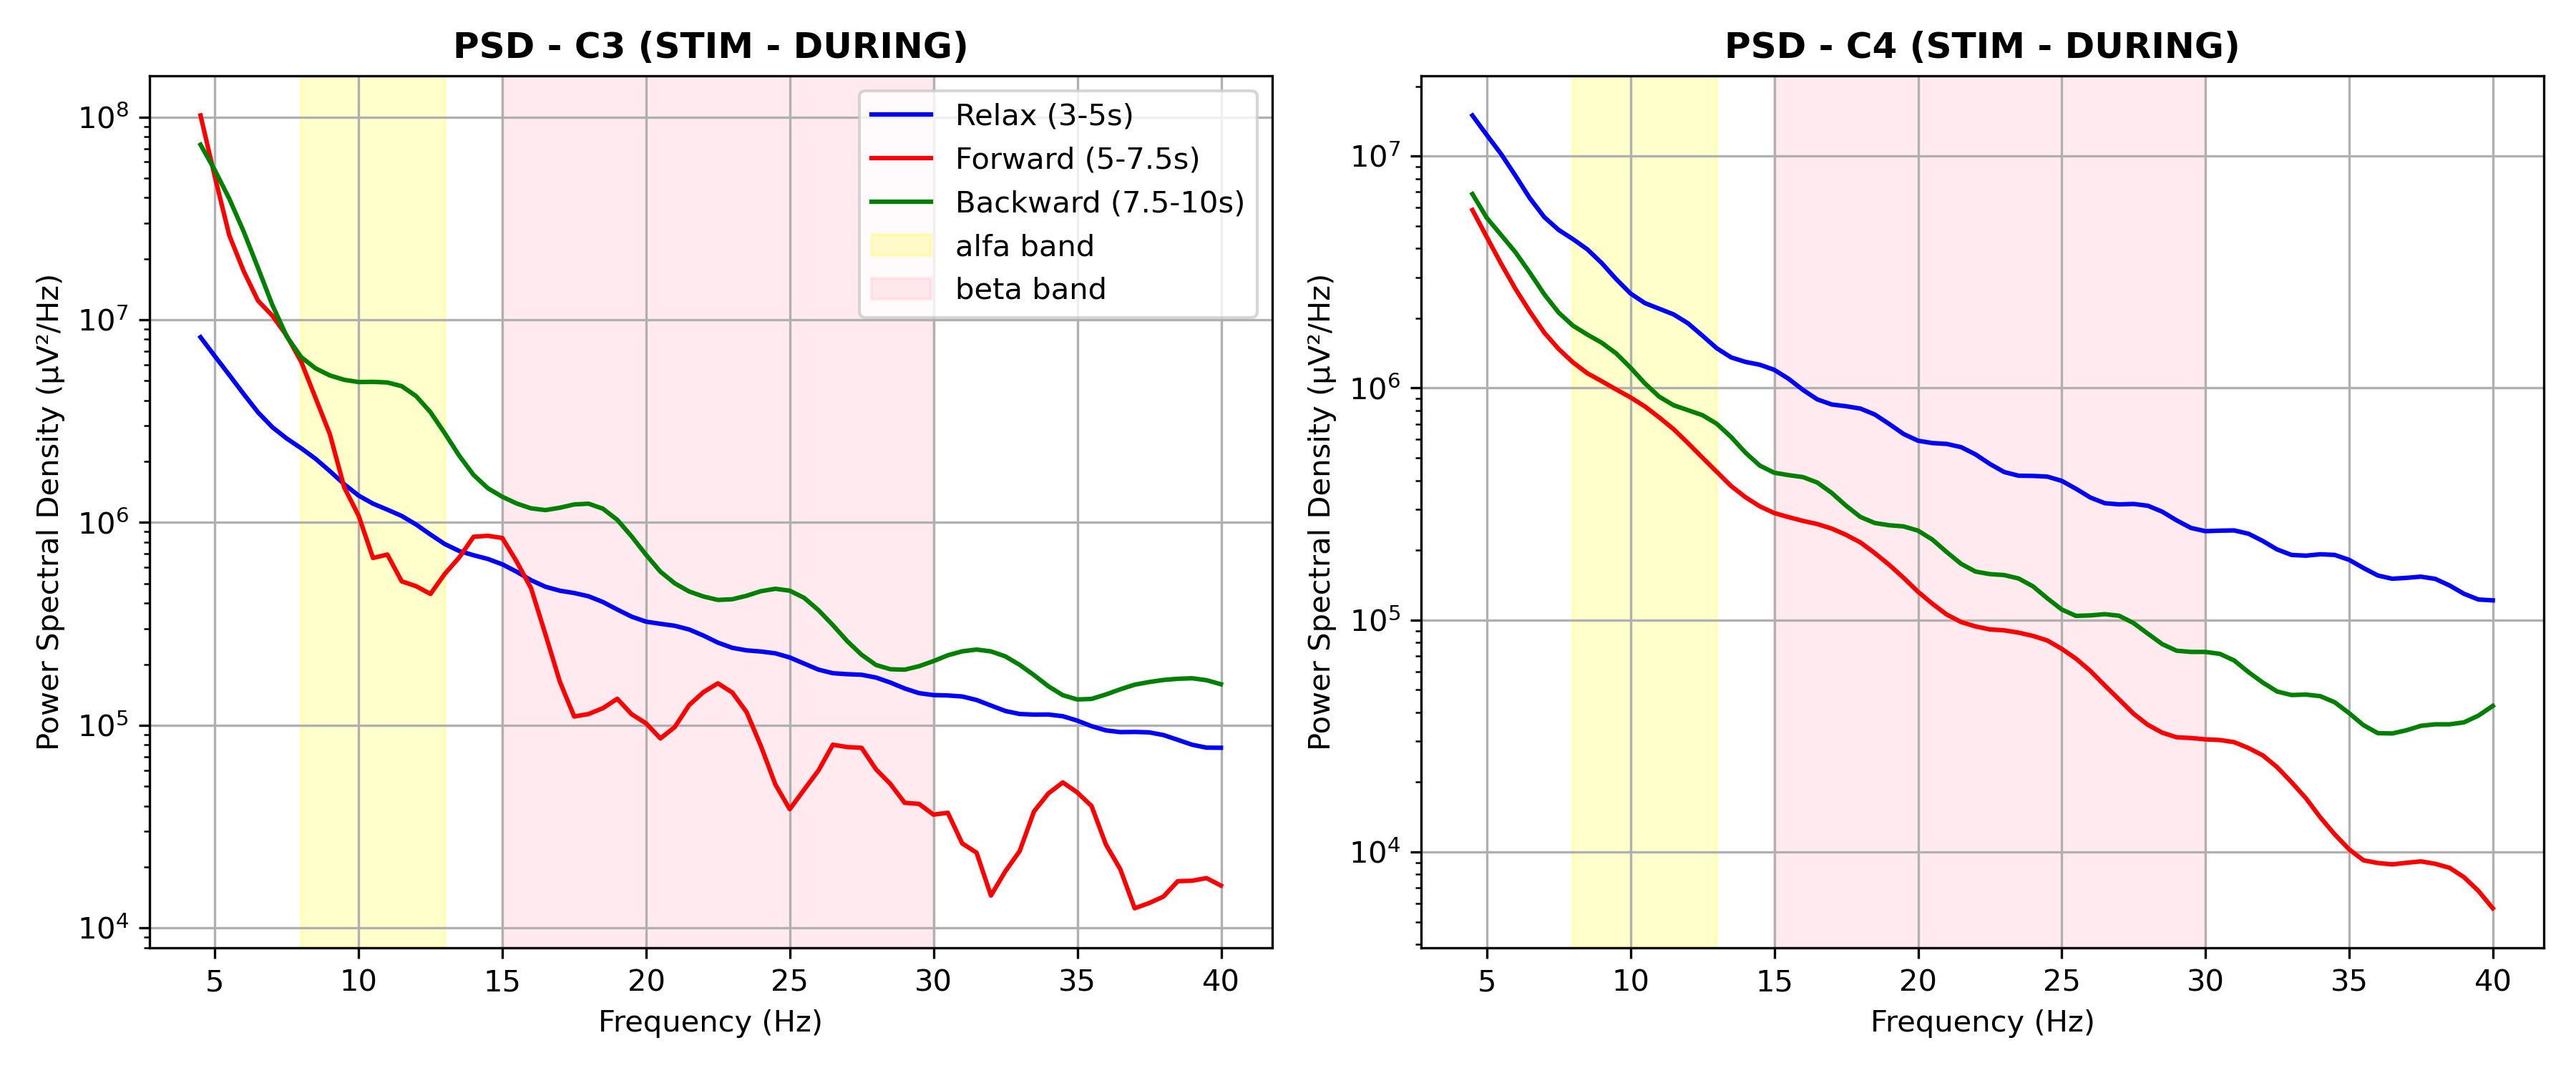 PSD - C3 (STIM - DURING)
Power Spectral Density (µV²/Hz)
10⁸
10⁷
10⁶
10⁵
10⁴
Relax (3-5s)
Forward (5-7.5s)
Backward (7.5-10s)
alfa band
beta band
5 10 15 20 25 30 35 40
Frequency (Hz)
PSD - C4 (STIM - DURING)
Power Spectral Density (µV²/Hz)
10⁷
10⁶
10⁵
10⁴
5 10 15 20 25 30 35 40
Frequency (Hz)